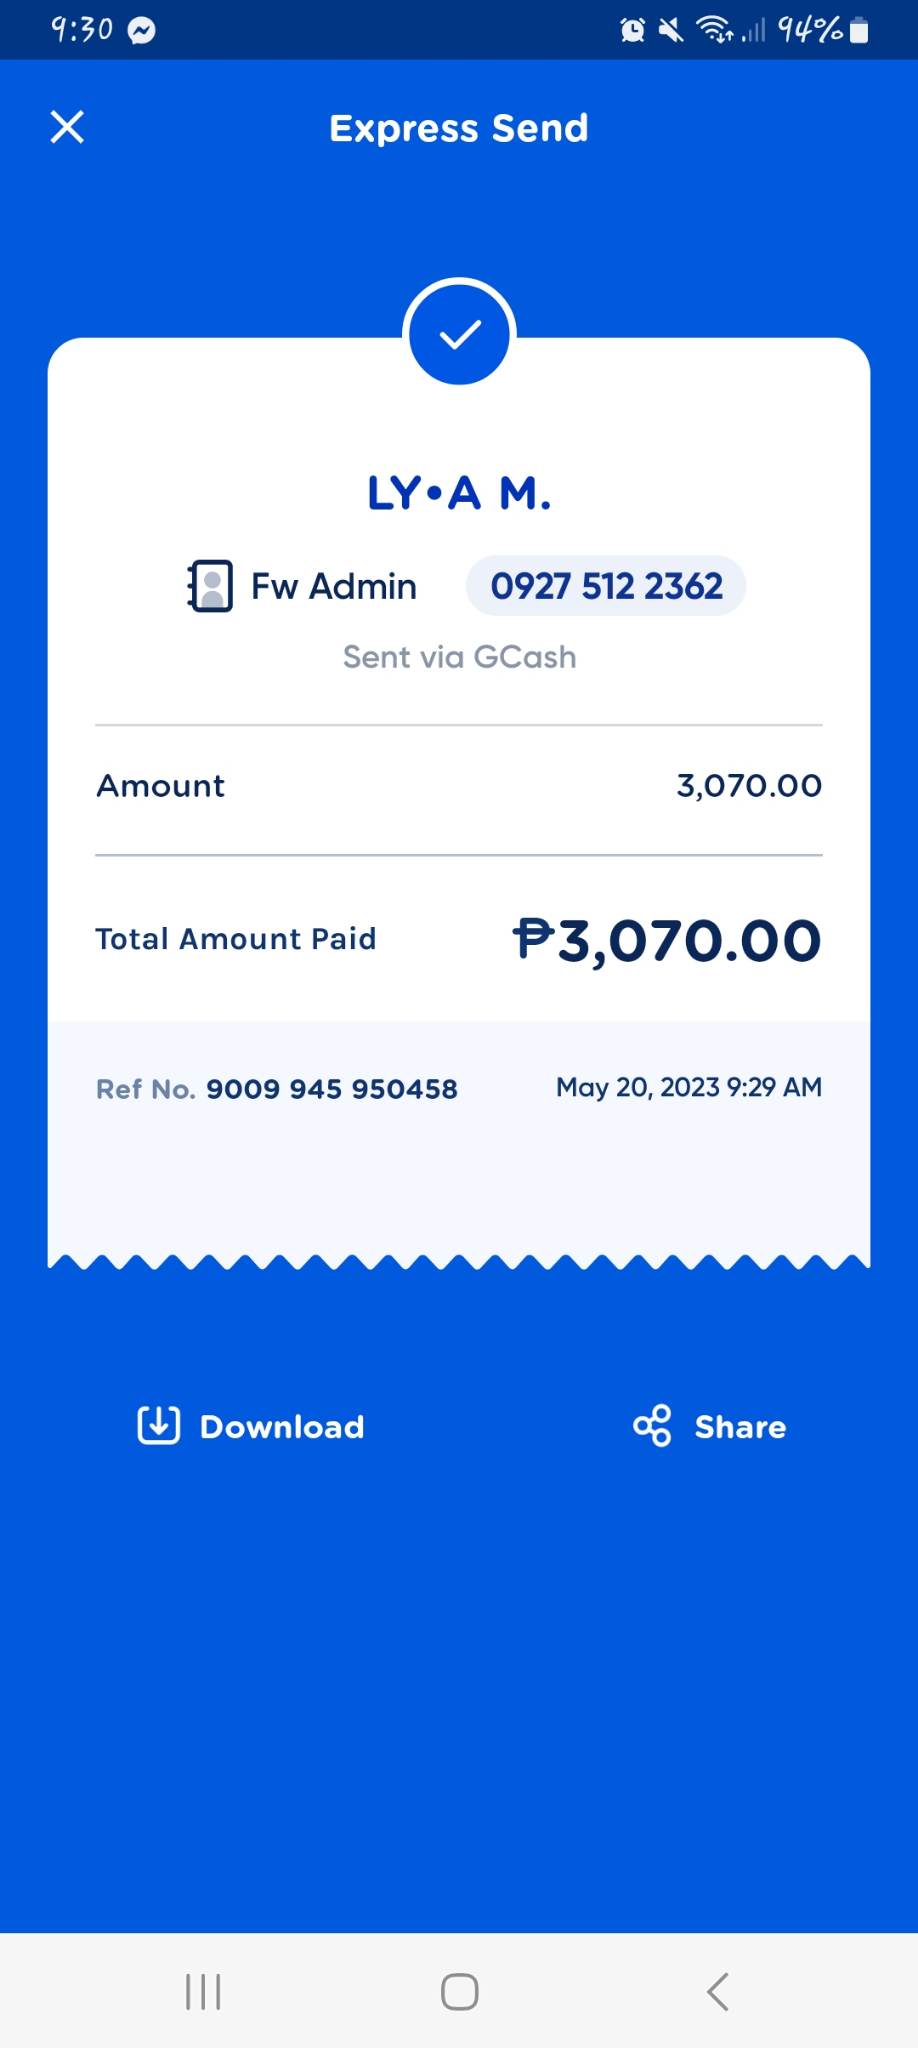 9:30
94%
Express Send
LY•A M.
Fw Admin 0927 512 2362
Sent via GCash
Amount 3,070.00
Total Amount Paid ₱3,070.00
Ref No. 9009 945 950458 May 20, 2023 9:29 AM
Download Share